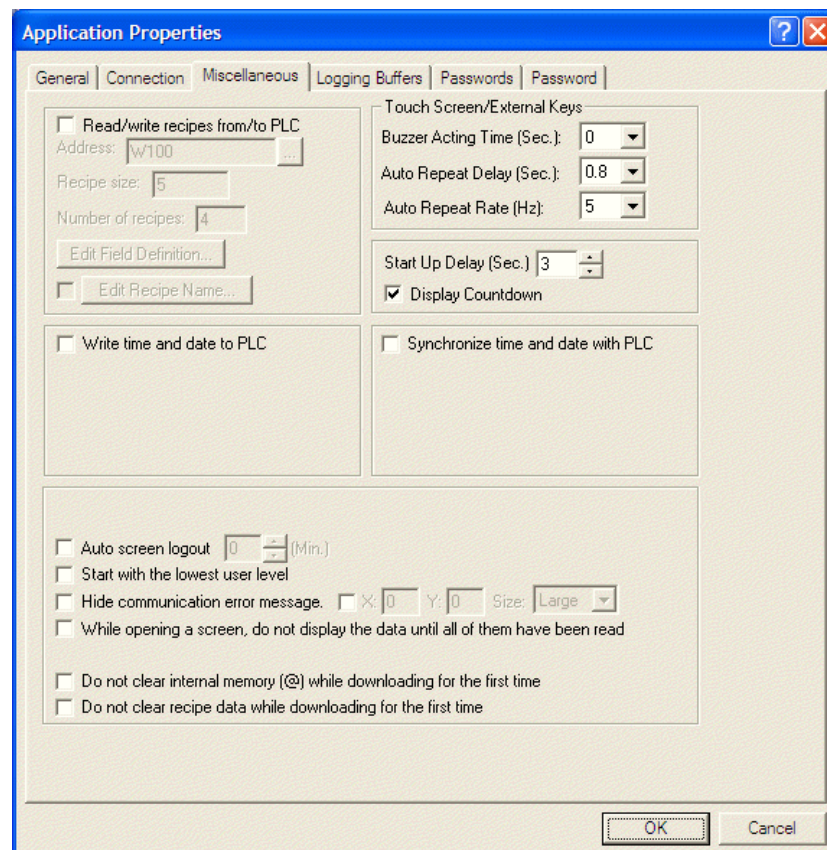 Application Properties
General Connection Miscellaneous Logging Buffers Passwords Password
Read/write recipes from/to PLC
Address: W100 ...
Recipe size: 5
Number of recipes: 4
Edit Field Definition...
Edit Recipe Name...
Touch Screen/External Keys
Buzzer Acting Time (Sec.): 0
Auto Repeat Delay (Sec.): 0.8
Auto Repeat Rate (Hz): 5
Start Up Delay (Sec.) 3
Display Countdown
Write time and date to PLC
Synchronize time and date with PLC
Auto screen logout 0 (Min.)
Start with the lowest user level
Hide communication error message. X: 0 Y: 0 Size: Large
While opening a screen, do not display the data until all of them have been read
Do not clear internal memory (@) while downloading for the first time
Do not clear recipe data while downloading for the first time
OK Cancel